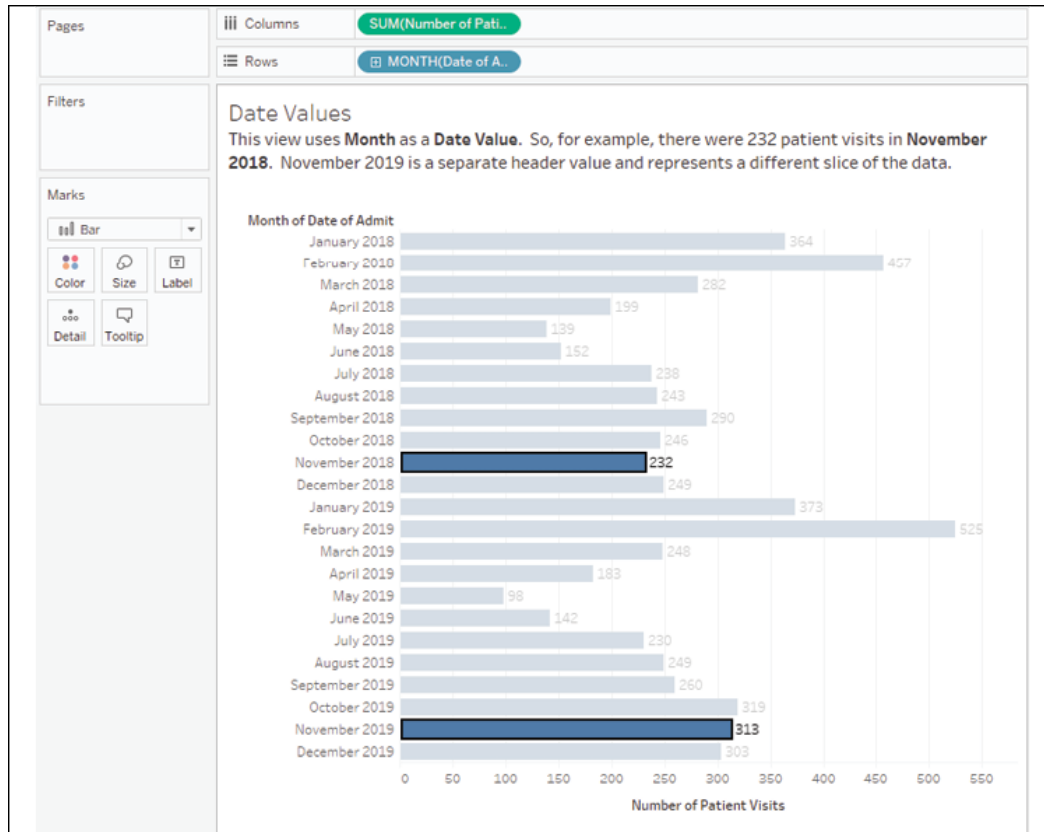 Pages
Columns
SUM(Number of Pati..
Rows
MONTH(Date of A..
Filters
Marks
Bar
Color
Size
Label
Detail
Tooltip
Date Values
This view uses Month as a Date Value. So, for example, there were 232 patient visits in November
2018. November 2019 is a separate header value and represents a different slice of the data.
Month of Date of Admit
January 2018 364
February 2018 457
March 2018 282
April 2018 199
May 2018 139
June 2018 152
July 2018 238
August 2018 243
September 2018 290
October 2018 246
November 2018 232
December 2018 249
January 2019 373
February 2019 525
March 2019 248
April 2019 183
May 2019 98
June 2019 142
July 2019 230
August 2019 249
September 2019 260
October 2019 319
November 2019 313
December 2019 303
0 50 100 150 200 250 300 350 400 450 500 550
Number of Patient Visits